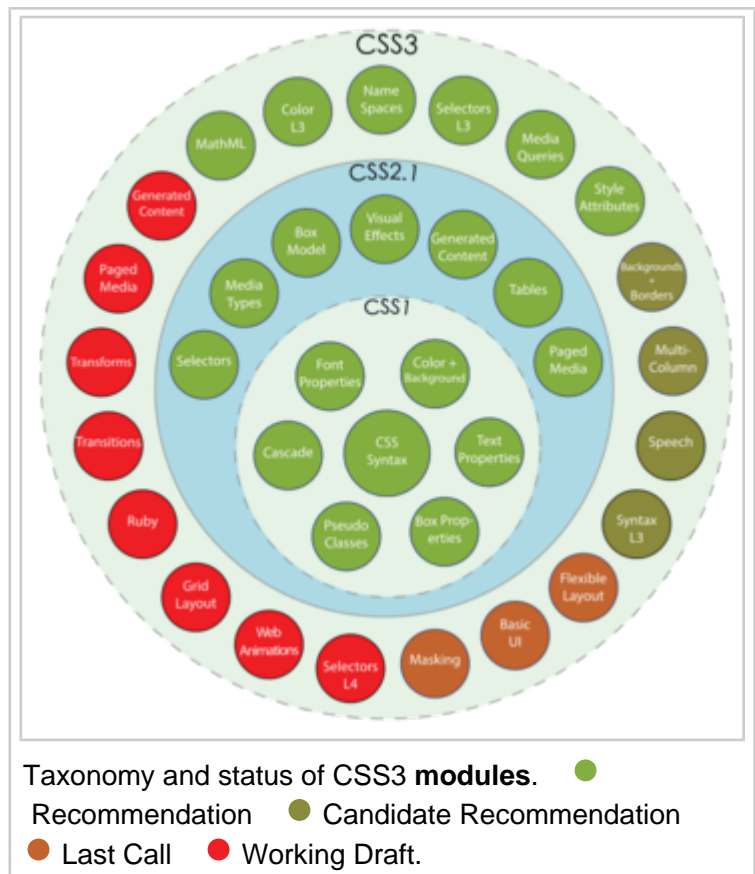 CSS3
Name
Spaces
Color
L3
Selectors
L3
MathML
Media
Queries
Generated
Content
Style
Attributes
Paged
Media
Backgrounds +
Borders
Transforms
Multi-
Column
Transitions
Speech
Ruby
Syntax
L3
Grid
Layout
Flexible
Layout
Web
Animations
Basic
UI
Selectors
L4
Masking
CSS2.1
Visual
Effects
Box
Model
Generated
Content
Media
Types
Tables
Selectors
Paged
Media
CSS1
Font
Properties
Color +
Background
Cascade
CSS
Syntax
Text
Properties
Pseudo
Classes
Box Prop-
erties
Taxonomy and status of CSS3 modules.
Recommendation Candidate Recommendation
Last Call Working Draft.